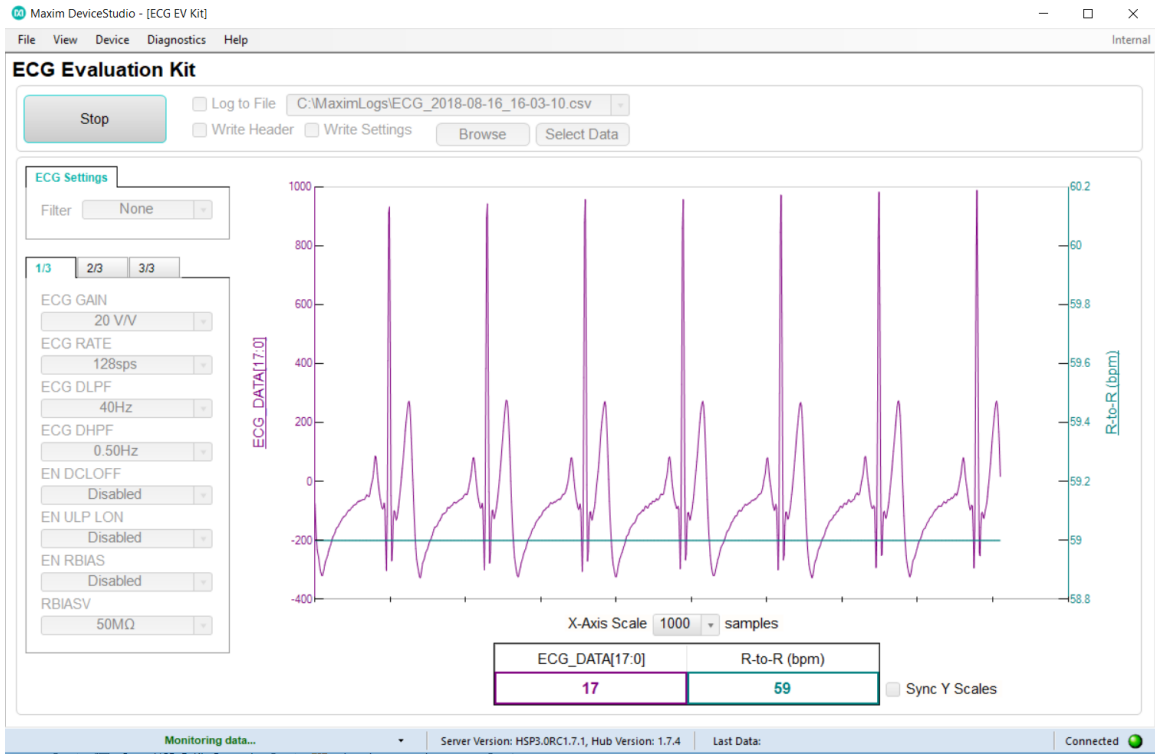 Maxim DeviceStudio - [ECG EV Kit]
File View Device Diagnostics Help
Internal
ECG Evaluation Kit
Stop
Log to File C:\MaximLogs\ECG_2018-08-16_16-03-10.csv
Write Header Write Settings Browse Select Data
ECG Settings
Filter None
1/3 2/3 3/3
ECG GAIN
20 V/V
ECG RATE
128sps
ECG DLPF
40Hz
ECG DHPF
0.50Hz
EN DCLOFF
Disabled
EN ULP LON
Disabled
EN RBIAS
Disabled
RBIASV
50MΩ
ECG_DATA[17:0]
1000
800
600
400
200
0
-200
-400
60.2
60
59.8
59.6
59.4
59.2
59
58.8
R-to-R (bpm)
X-Axis Scale 1000 samples
ECG_DATA[17:0] R-to-R (bpm)
17 59
Sync Y Scales
Monitoring data...
Server Version: HSP3.0RC1.7.1, Hub Version: 1.7.4
Last Data:
Connected